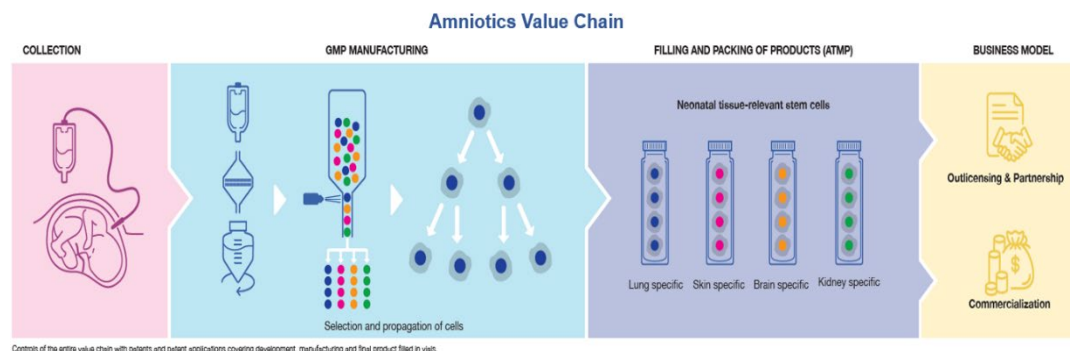 Amniotics Value Chain
COLLECTION
GMP MANUFACTURING
FILLING AND PACKING OF PRODUCTS (ATMP)
BUSINESS MODEL
Selection and propagation of cells
Neonatal tissue-relevant stem cells
Lung specific
Skin specific
Brain specific
Kidney specific
Outlicensing & Partnership
$
Commercialization
Controls of the entire value chain with patents and patent applications covering development, manufacturing and final product filled in vials.